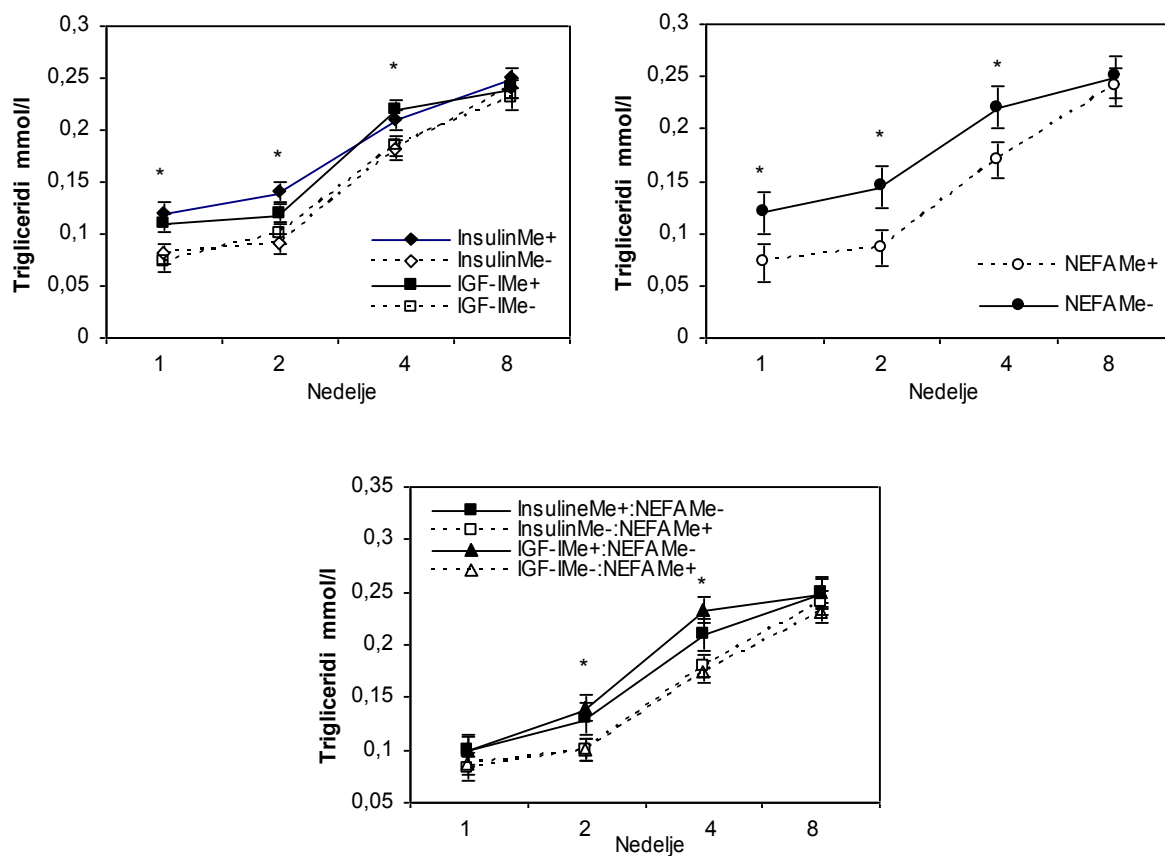 0,3
0,25
0,2
0,15
0,1
0,05
0
Trigliceridi mmol/l
*
*
*
InsulinMe+
InsulinMe-
IGF-IMe+
IGF-IMe-
1 2 4 8
Nedelje
0,3
0,25
0,2
0,15
0,1
0,05
0
Trigliceridi mmol/l
*
*
*
NEFAMe+
NEFAMe-
1 2 4 8
Nedelje
0,35
0,3
0,25
0,2
0,15
0,1
0,05
Trigliceridi mmol/l
InsulineMe+:NEFAMe-
InsulinMe-:NEFAMe+
IGF-IMe+:NEFAMe-
IGF-IMe-:NEFAMe+
*
*
1 2 4 8
Nedelje